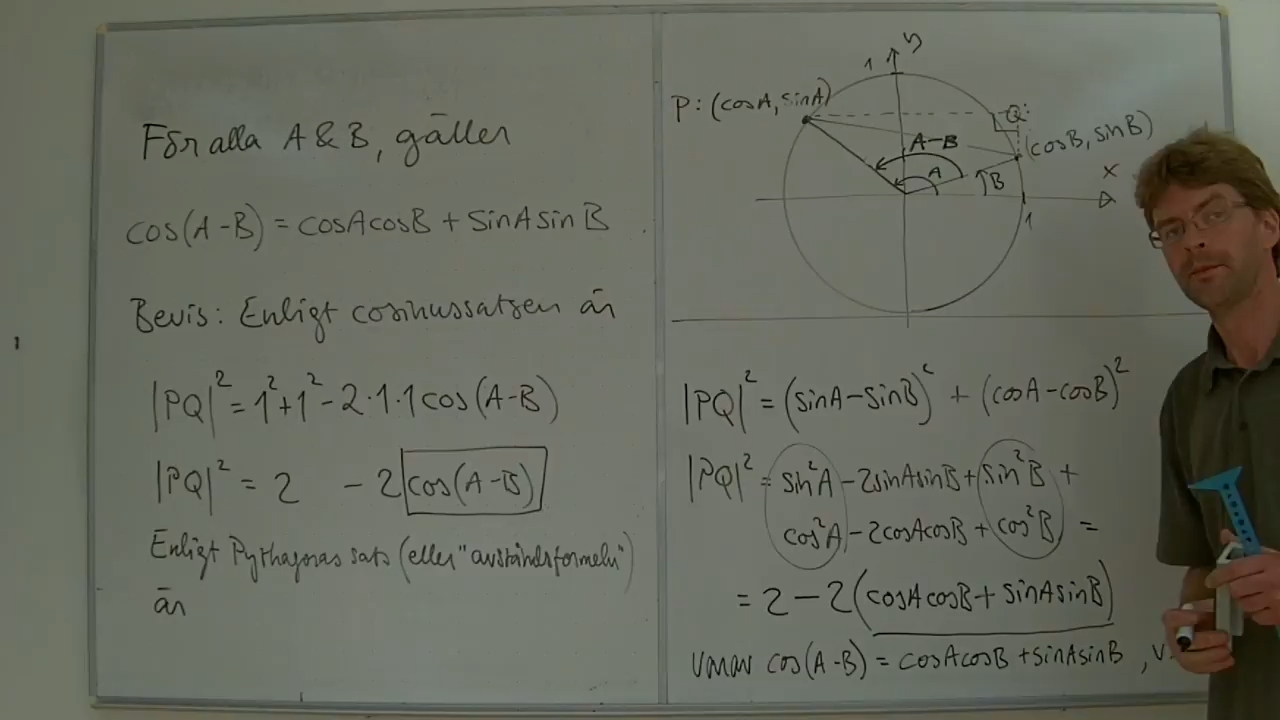 För alla A & B, gäller
cos(A-B) = cosAcosB + sinAsinB
Bevis: Enligt cosinussatsen är
|PQ|² = 1²+1²-2·1·1cos(A-B)
|PQ|² = 2 -2cos(A-B)
Enligt Pythagoras sats (eller "avståndsformeln")
är
y
1
P: (cosA, sinA)
Q:
(cosB, sinB)
A-B
A
B
x
1
|PQ|² = (sinA-sinB)² + (cosA-cosB)²
|PQ|² = sin²A-2sinAsinB+sin²B +
cos²A-2cosAcosB+cos²B =
= 2-2(cosAcosB+sinAsinB)
varav cos(A-B) = cosAcosB+sinAsinB, v.